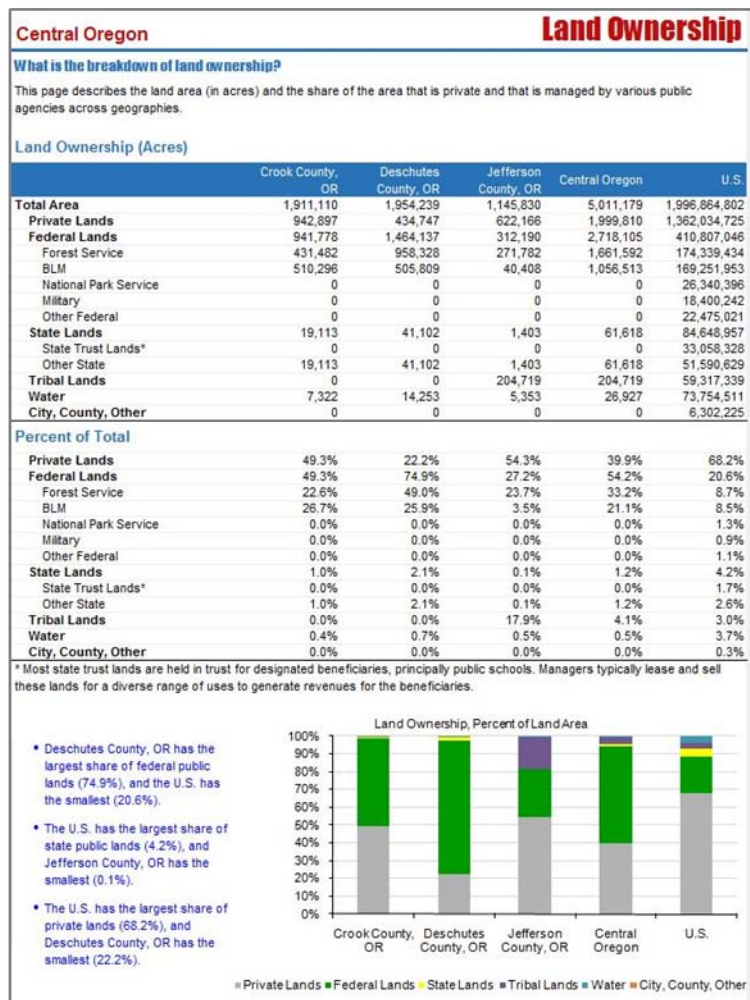 Central Oregon
Land Ownership
What is the breakdown of land ownership?
This page describes the land area (in acres) and the share of the area that is private and that is managed by various public
agencies across geographies.
Land Ownership (Acres)
Crook County, OR Deschutes County, OR Jefferson County, OR Central Oregon U.S.
Total Area 1,911,110 1,954,239 1,145,830 5,011,179 1,996,864,802
Private Lands 942,897 434,747 622,166 1,999,810 1,362,034,725
Federal Lands 941,778 1,464,137 312,190 2,718,105 410,807,046
Forest Service 431,482 958,328 271,782 1,661,592 174,339,434
BLM 510,296 505,809 40,408 1,056,513 169,251,953
National Park Service 0 0 0 0 26,340,396
Military 0 0 0 0 18,400,242
Other Federal 0 0 0 0 22,475,021
State Lands 19,113 41,102 1,403 61,618 84,648,957
State Trust Lands* 0 0 0 0 33,058,328
Other State 19,113 41,102 1,403 61,618 51,590,629
Tribal Lands 0 0 204,719 204,719 59,317,339
Water 7,322 14,253 5,353 26,927 73,754,511
City, County, Other 0 0 0 0 6,302,225
Percent of Total
Private Lands 49.3% 22.2% 54.3% 39.9% 68.2%
Federal Lands 49.3% 74.9% 27.2% 54.2% 20.6%
Forest Service 22.6% 49.0% 23.7% 33.2% 8.7%
BLM 26.7% 25.9% 3.5% 21.1% 8.5%
National Park Service 0.0% 0.0% 0.0% 0.0% 1.3%
Military 0.0% 0.0% 0.0% 0.0% 0.9%
Other Federal 0.0% 0.0% 0.0% 0.0% 1.1%
State Lands 1.0% 2.1% 0.1% 1.2% 4.2%
State Trust Lands* 0.0% 0.0% 0.0% 0.0% 1.7%
Other State 1.0% 2.1% 0.1% 1.2% 2.6%
Tribal Lands 0.0% 0.0% 17.9% 4.1% 3.0%
Water 0.4% 0.7% 0.5% 0.5% 3.7%
City, County, Other 0.0% 0.0% 0.0% 0.0% 0.3%
* Most state trust lands are held in trust for designated beneficiaries, principally public schools. Managers typically lease and sell
these lands for a diverse range of uses to generate revenues for the beneficiaries.
• Deschutes County, OR has the
largest share of federal public
lands (74.9%), and the U.S. has
the smallest (20.6%).
• The U.S. has the largest share of
state public lands (4.2%), and
Jefferson County, OR has the
smallest (0.1%).
• The U.S. has the largest share of
private lands (68.2%), and
Deschutes County, OR has the
smallest (22.2%).
Land Ownership, Percent of Land Area
100%
90%
80%
70%
60%
50%
40%
30%
20%
10%
0%
Crook County, OR
Deschutes County, OR
Jefferson County, OR
Central Oregon
U.S.
Private Lands Federal Lands State Lands Tribal Lands Water City, County, Other